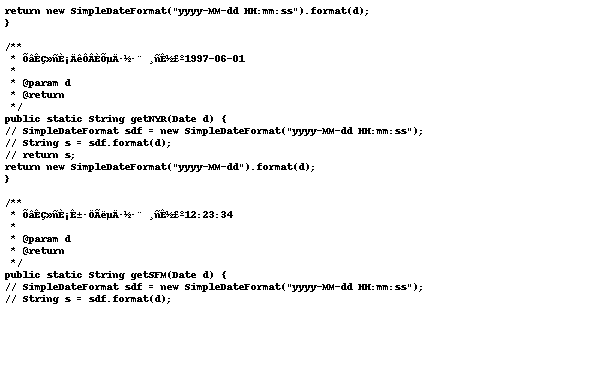 return new SimpleDateFormat("yyyy-MM-dd HH:mm:ss").format(d);
}
/**
* ÕâÊÇ»ñÈ¡ÄêÔÂÈÕµÄ·½·¨ ¸ñÊ½£º1997-06-01
*
* @param d
* @return
*/
public static String getNYR(Date d) {
// SimpleDateFormat sdf = new SimpleDateFormat("yyyy-MM-dd HH:mm:ss");
// String s = sdf.format(d);
// return s;
return new SimpleDateFormat("yyyy-MM-dd").format(d);
}
/**
* ÕâÊÇ»ñÈ¡Ê±·ÖÃëµÄ·½·¨ ¸ñÊ½£º12:23:34
*
* @param d
* @return
*/
public static String getSFM(Date d) {
// SimpleDateFormat sdf = new SimpleDateFormat("yyyy-MM-dd HH:mm:ss");
// String s = sdf.format(d);